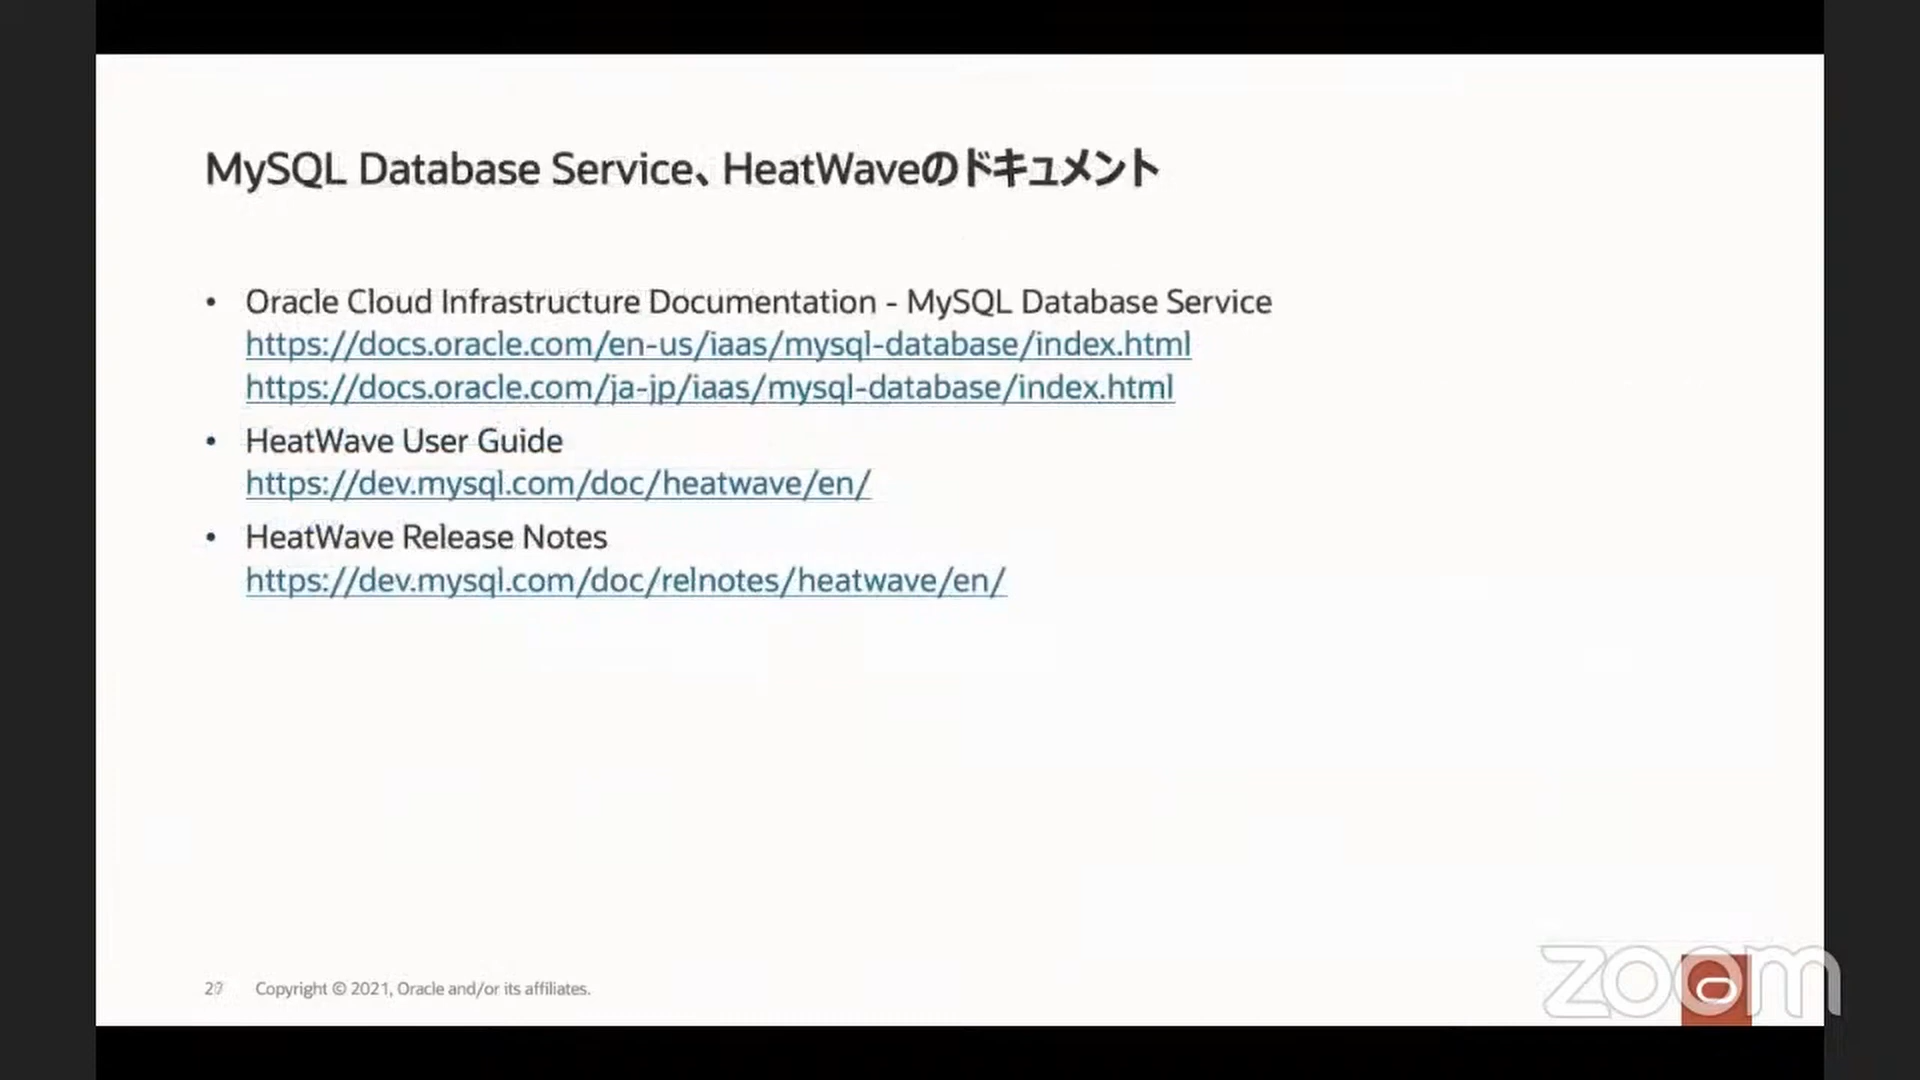 MySQL Database Service、HeatWaveのドキュメント
• Oracle Cloud Infrastructure Documentation - MySQL Database Service
https://docs.oracle.com/en-us/iaas/mysql-database/index.html
https://docs.oracle.com/ja-jp/iaas/mysql-database/index.html
• HeatWave User Guide
https://dev.mysql.com/doc/heatwave/en/
• HeatWave Release Notes
https://dev.mysql.com/doc/relnotes/heatwave/en/
Copyright © 2021, Oracle and/or its affiliates.
zoom